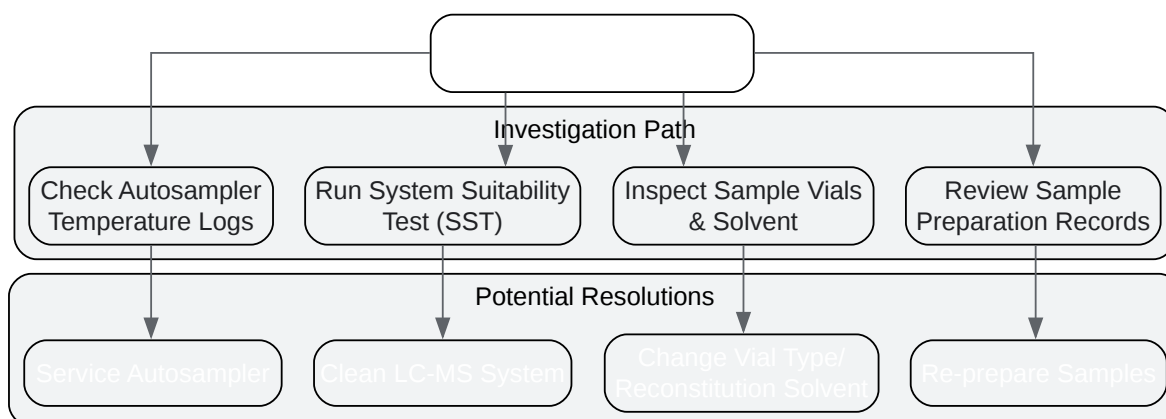 Investigation Path
Check Autosampler
Temperature Logs
Run System Suitability
Test (SST)
Inspect Sample Vials
& Solvent
Review Sample
Preparation Records
Potential Resolutions
Service Autosampler
Clean LC-MS System
Change Vial Type/
Reconstitution Solvent
Re-prepare Samples